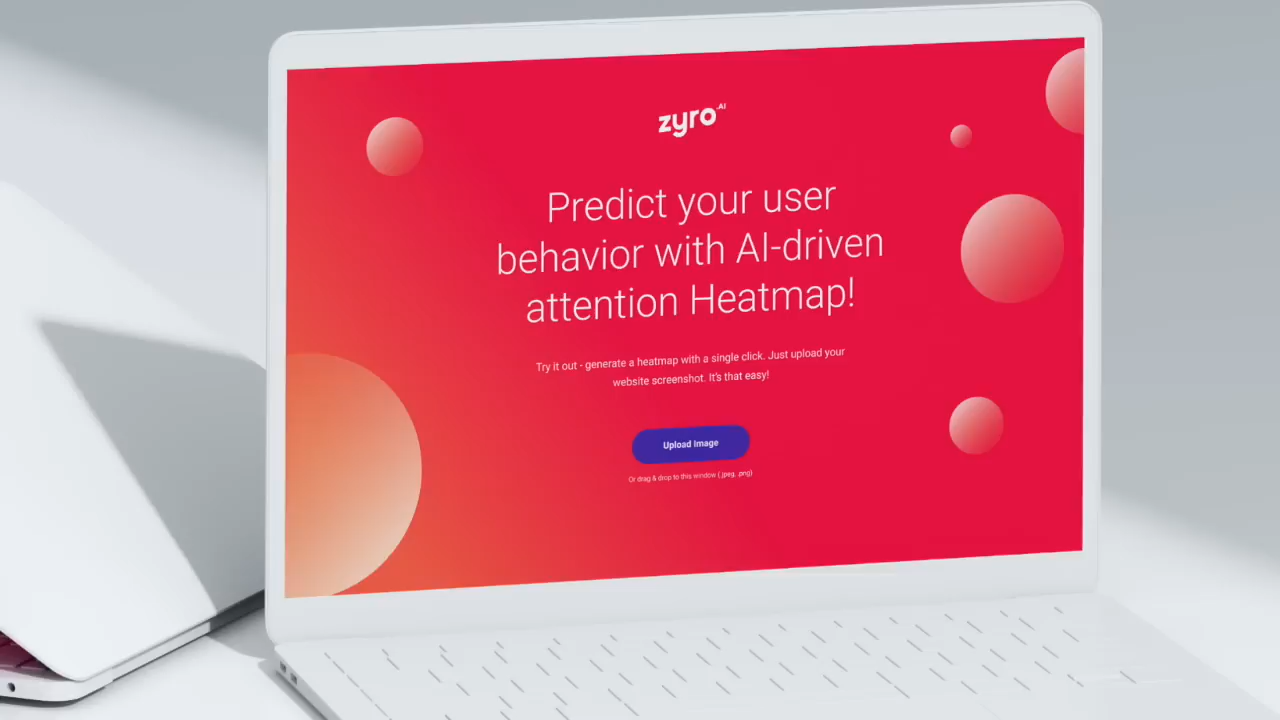 zyro.AI
Predict your user
behavior with AI-driven
attention Heatmap!
Try it out - generate a heatmap with a single click. Just upload your
website screenshot. It's that easy!
Upload Image
Or drag & drop to this window (.jpeg, .png)